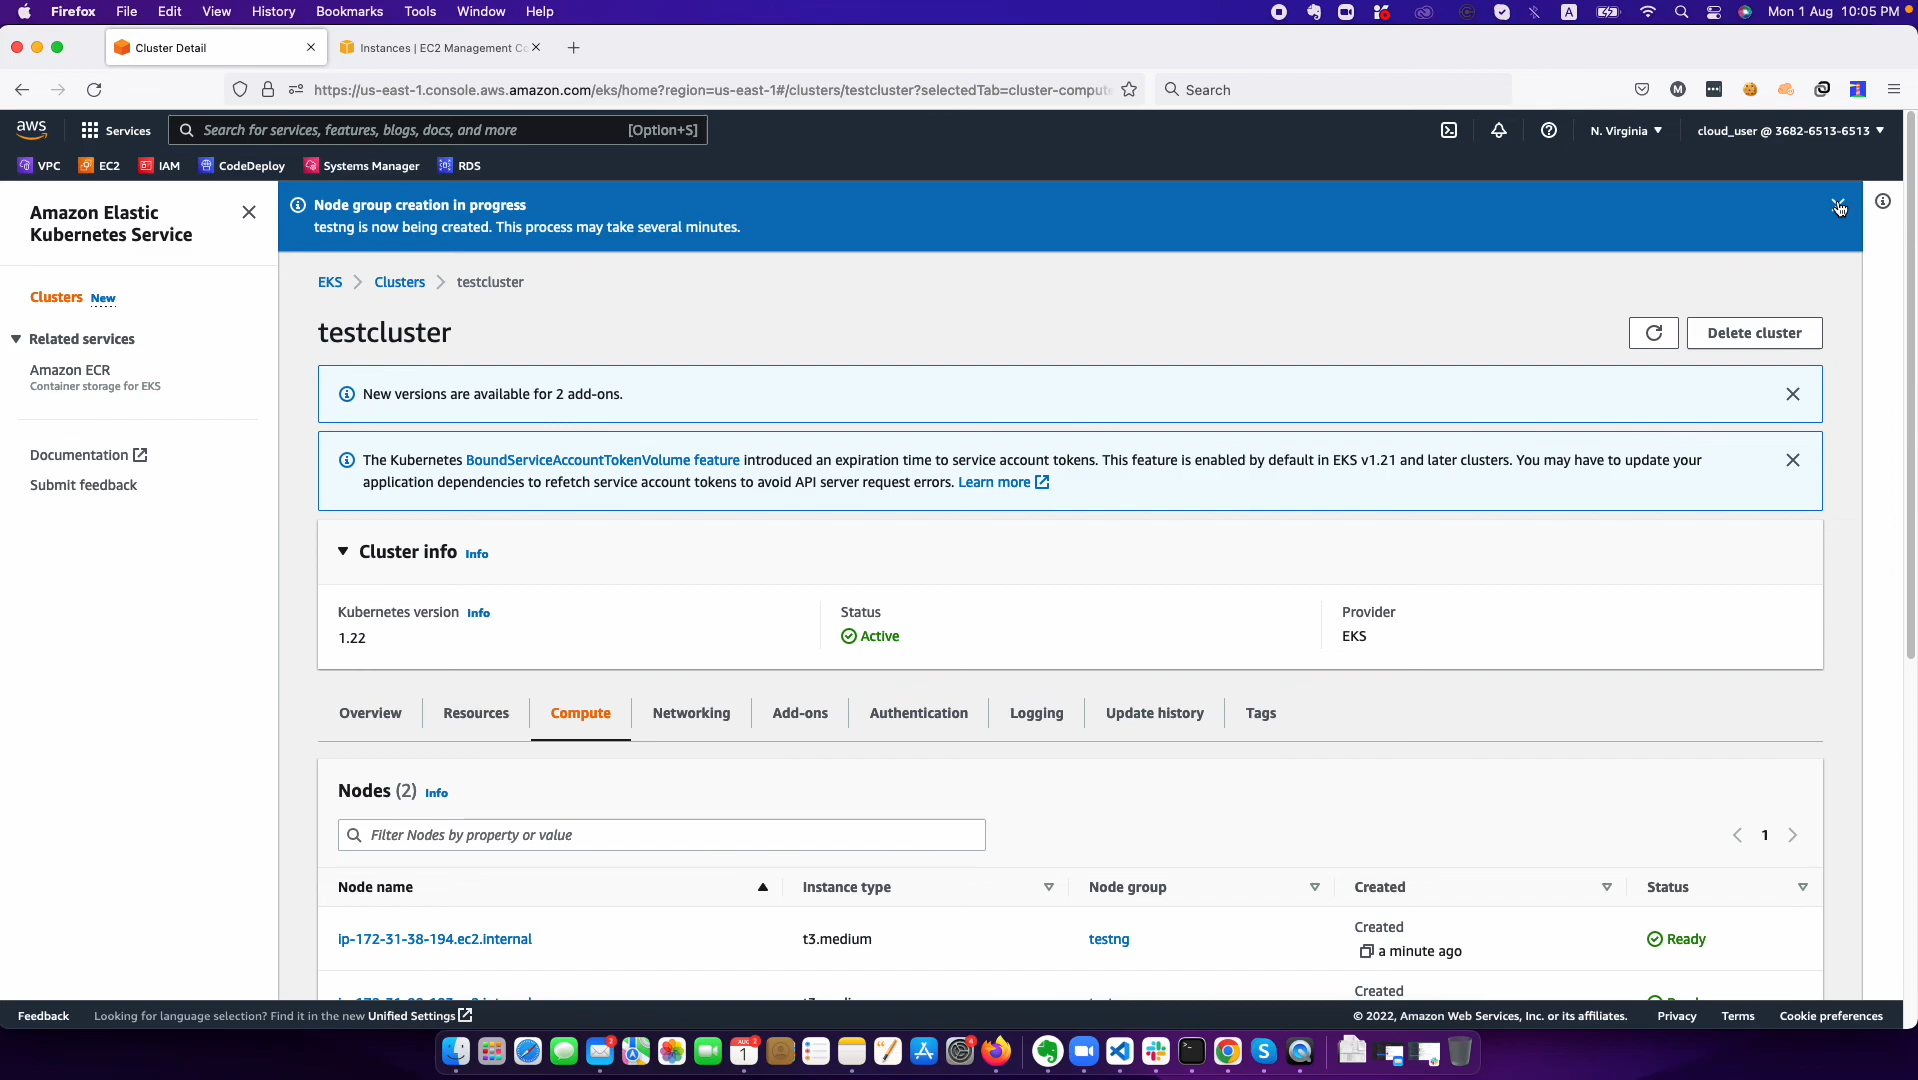 Firefox File Edit View History Bookmarks Tools Window Help
A
Mon 1 Aug 10:05 PM
Cluster Detail
Instances | EC2 Management Co
https://us-east-1.console.aws.amazon.com/eks/home?region=us-east-1#/clusters/testcluster?selectedTab=cluster-compute
Search
M
aws
Services
Search for services, features, blogs, docs, and more
[Option+S]
N. Virginia
cloud_user @ 3682-6513-6513
VPC EC2 IAM CodeDeploy Systems Manager RDS
Amazon Elastic
Kubernetes Service
Clusters New
Related services
Amazon ECR
Container storage for EKS
Documentation
Submit feedback
Node group creation in progress
testng is now being created. This process may take several minutes.
EKS Clusters testcluster
testcluster
Delete cluster
New versions are available for 2 add-ons.
The Kubernetes BoundServiceAccountTokenVolume feature introduced an expiration time to service account tokens. This feature is enabled by default in EKS v1.21 and later clusters. You may have to update your
application dependencies to refetch service account tokens to avoid API server request errors. Learn more
Cluster info Info
Kubernetes version Info
1.22
Status
Active
Provider
EKS
Overview Resources Compute Networking Add-ons Authentication Logging Update history Tags
Nodes (2) Info
Filter Nodes by property or value
1
Node name Instance type Node group Created Status
ip-172-31-38-194.ec2.internal t3.medium testng Created
a minute ago
Ready
Created
Feedback Looking for language selection? Find it in the new Unified Settings
© 2022, Amazon Web Services, Inc. or its affiliates. Privacy Terms Cookie preferences